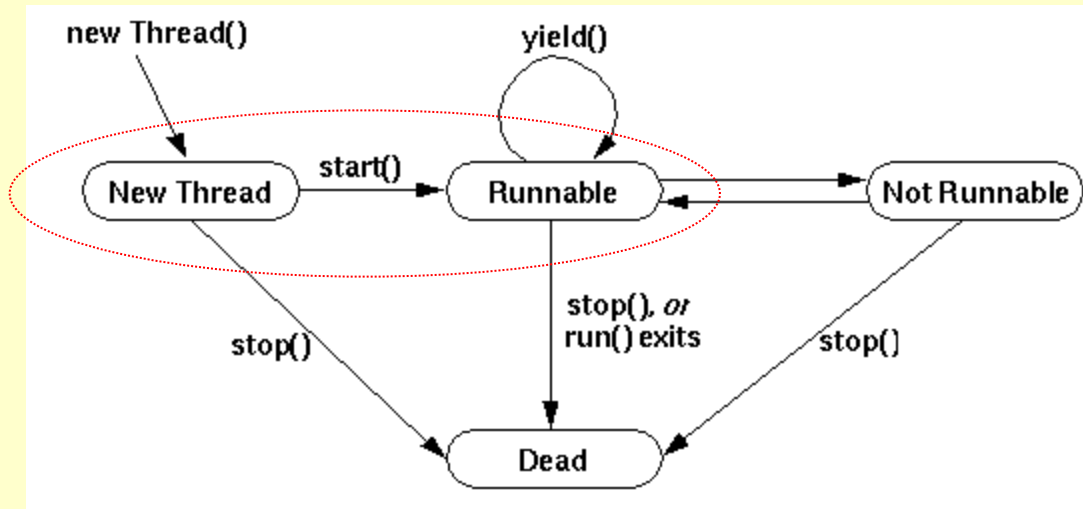 new Thread()
yield()
New Thread
start()
Runnable
Not Runnable
stop()
stop(), or
run() exits
stop()
Dead